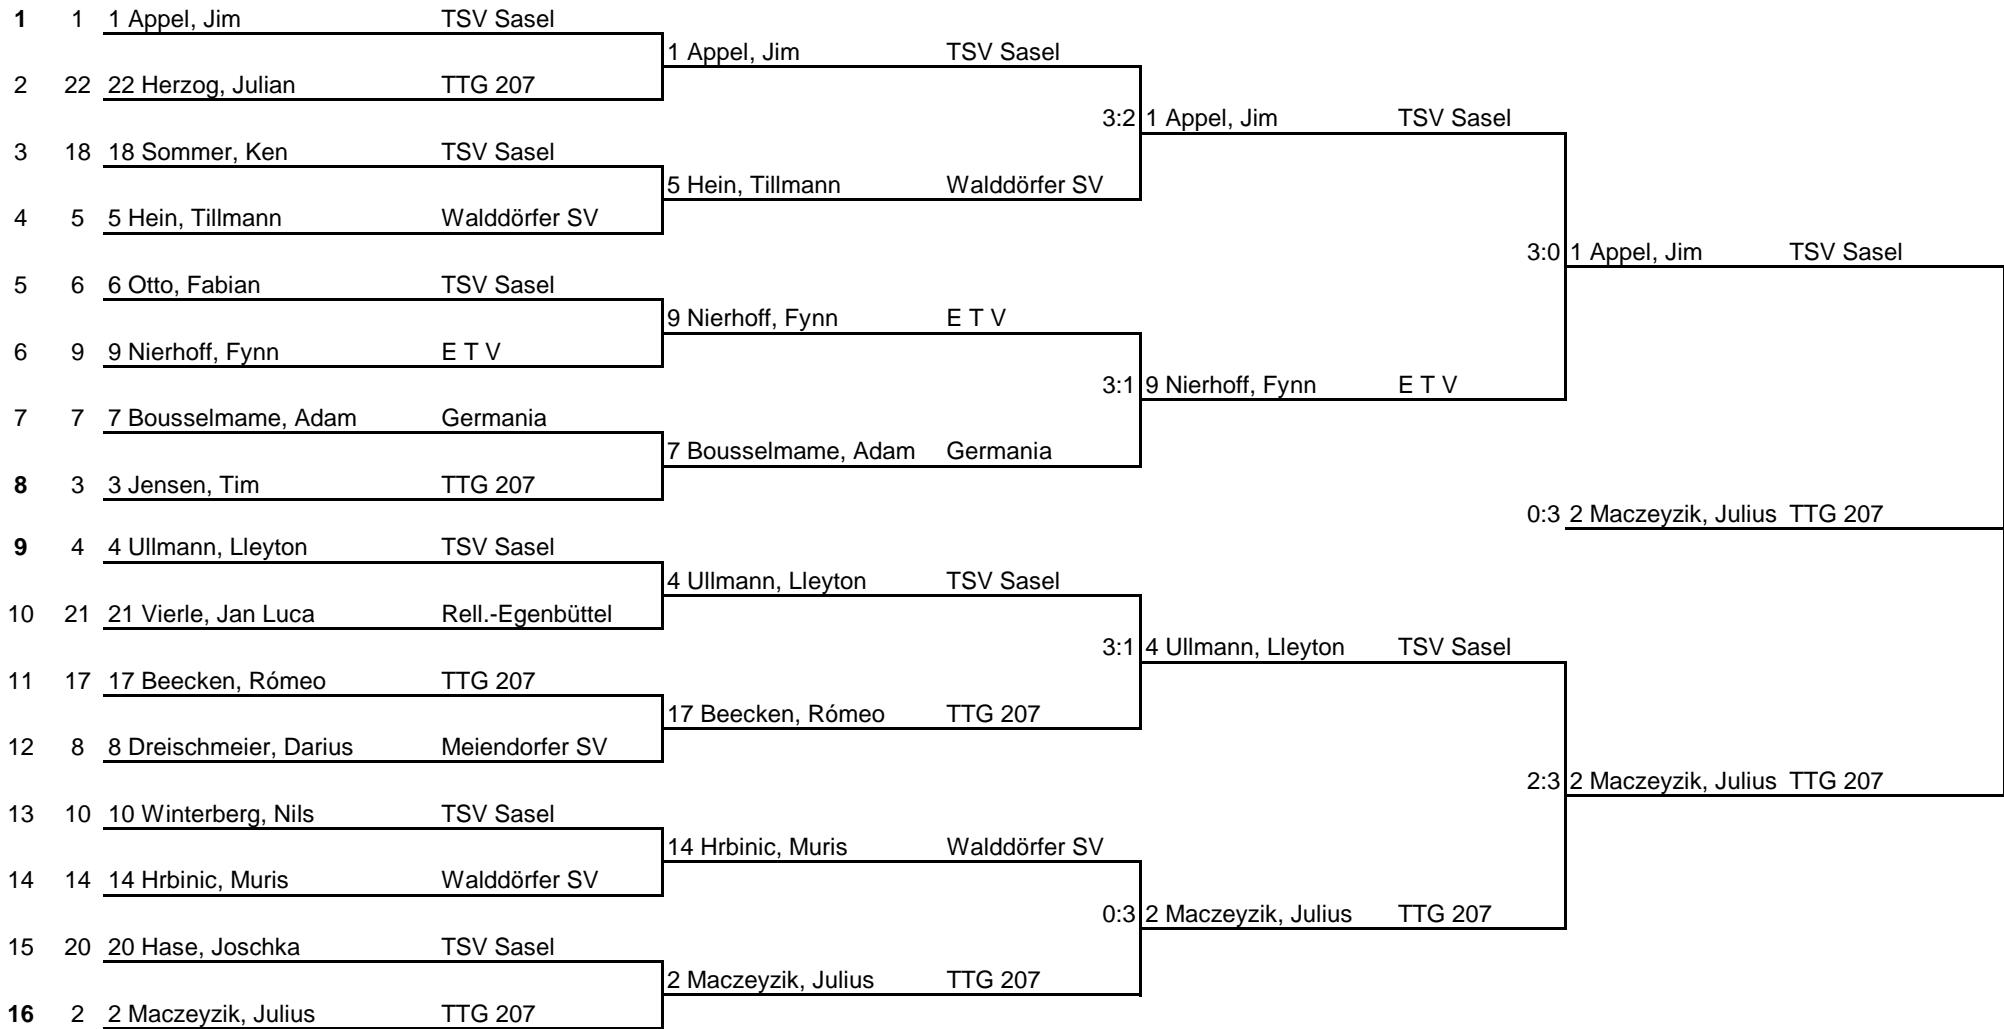 1 1 1 Appel, Jim TSV Sasel
1 Appel, Jim TSV Sasel
2 22 22 Herzog, Julian TTG 207
3:2 1 Appel, Jim TSV Sasel
3 18 18 Sommer, Ken TSV Sasel
5 Hein, Tillmann Walddörfer SV
4 5 5 Hein, Tillmann Walddörfer SV
3:0 1 Appel, Jim TSV Sasel
5 6 6 Otto, Fabian TSV Sasel
9 Nierhoff, Fynn E T V
6 9 9 Nierhoff, Fynn E T V
3:1 9 Nierhoff, Fynn E T V
7 7 7 Bousselmame, Adam Germania
7 Bousselmame, Adam Germania
8 3 3 Jensen, Tim TTG 207
0:3 2 Maczeyzik, Julius TTG 207
9 4 4 Ullmann, Lleyton TSV Sasel
4 Ullmann, Lleyton TSV Sasel
10 21 21 Vierle, Jan Luca Rell.-Egenbüttel
3:1 4 Ullmann, Lleyton TSV Sasel
11 17 17 Beecken, Rómeo TTG 207
17 Beecken, Rómeo TTG 207
12 8 8 Dreischmeier, Darius Meiendorfer SV
2:3 2 Maczeyzik, Julius TTG 207
13 10 10 Winterberg, Nils TSV Sasel
14 Hrbinic, Muris Walddörfer SV
14 14 14 Hrbinic, Muris Walddörfer SV
0:3 2 Maczeyzik, Julius TTG 207
15 20 20 Hase, Joschka TSV Sasel
2 Maczeyzik, Julius TTG 207
16 2 2 Maczeyzik, Julius TTG 207